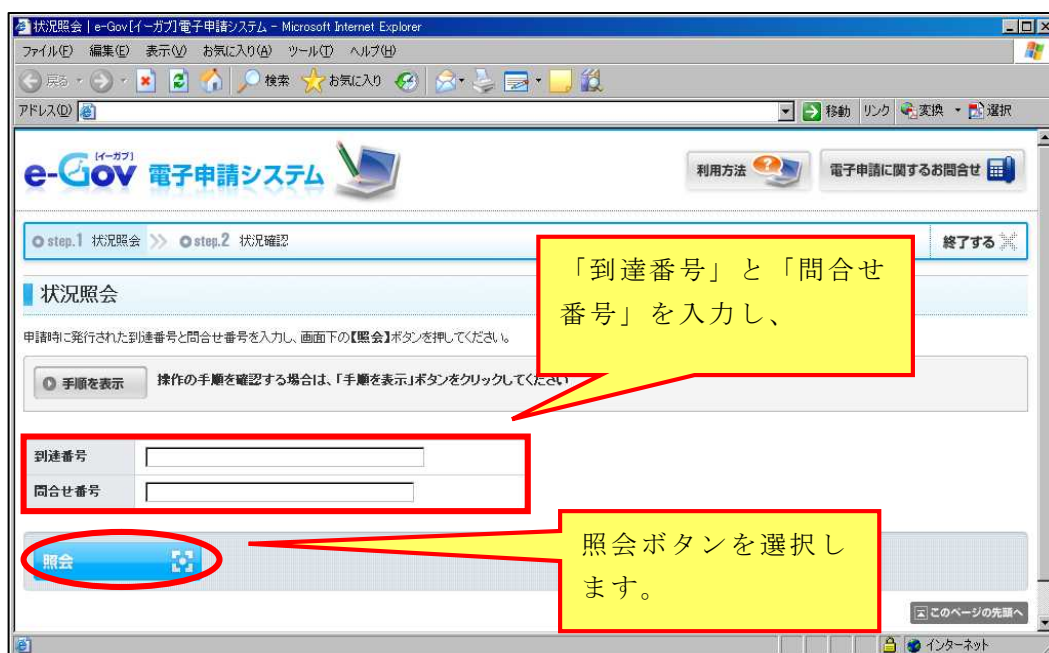 状況照会 | e-Gov[イーガブ]電子申請システム - Microsoft Internet Explorer
ファイル(F) 編集(E) 表示(V) お気に入り(A) ツール(T) ヘルプ(H)
戻る 検索 お気に入り
アドレス(D) 移動 リンク 変換 選択
[イーガブ]
e-Gov 電子申請システム 利用方法 電子申請に関するお問合せ
step.1 状況照会 step.2 状況確認 終了する
「到達番号」と「問合せ
番号」を入力し、
状況照会
申請時に発行された到達番号と問合せ番号を入力し、画面下の【照会】ボタンを押してください。
手順を表示 操作の手順を確認する場合は、「手順を表示」ボタンをクリックしてください
到達番号
問合せ番号
照会
照会ボタンを選択し
ます。
このページの先頭へ
インターネット